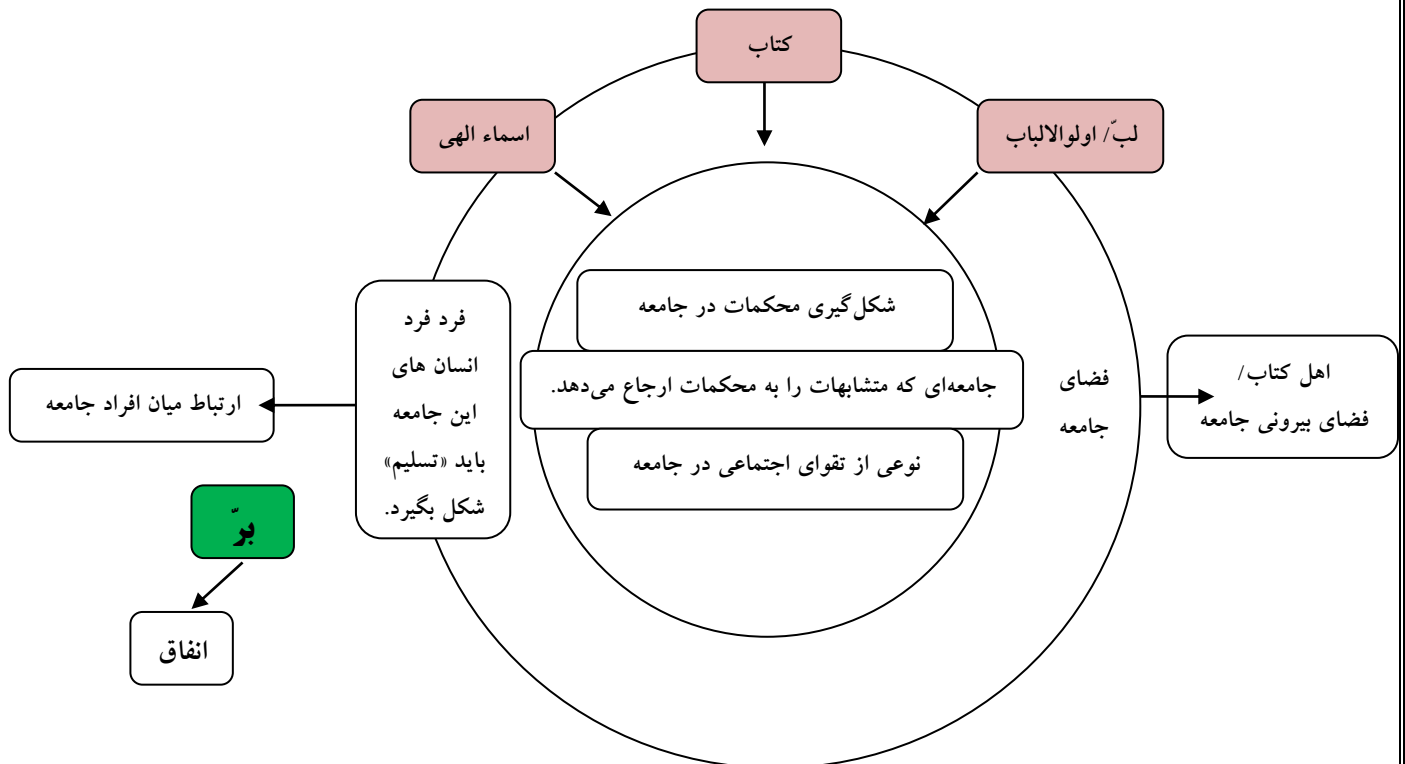 کتاب
لبّ/ اولوالالباب
اسماء الهی
شکل‌گیری محکمات در جامعه
جامعه‌ای که متشابهات را به محکمات ارجاع می‌دهد.
نوعی از تقوای اجتماعی در جامعه
فضای
جامعه
اهل کتاب/
فضای بیرونی جامعه
فرد فرد
انسان های
این جامعه
باید «تسلیم»
شکل بگیرد.
ارتباط میان افراد جامعه
برّ
انفاق